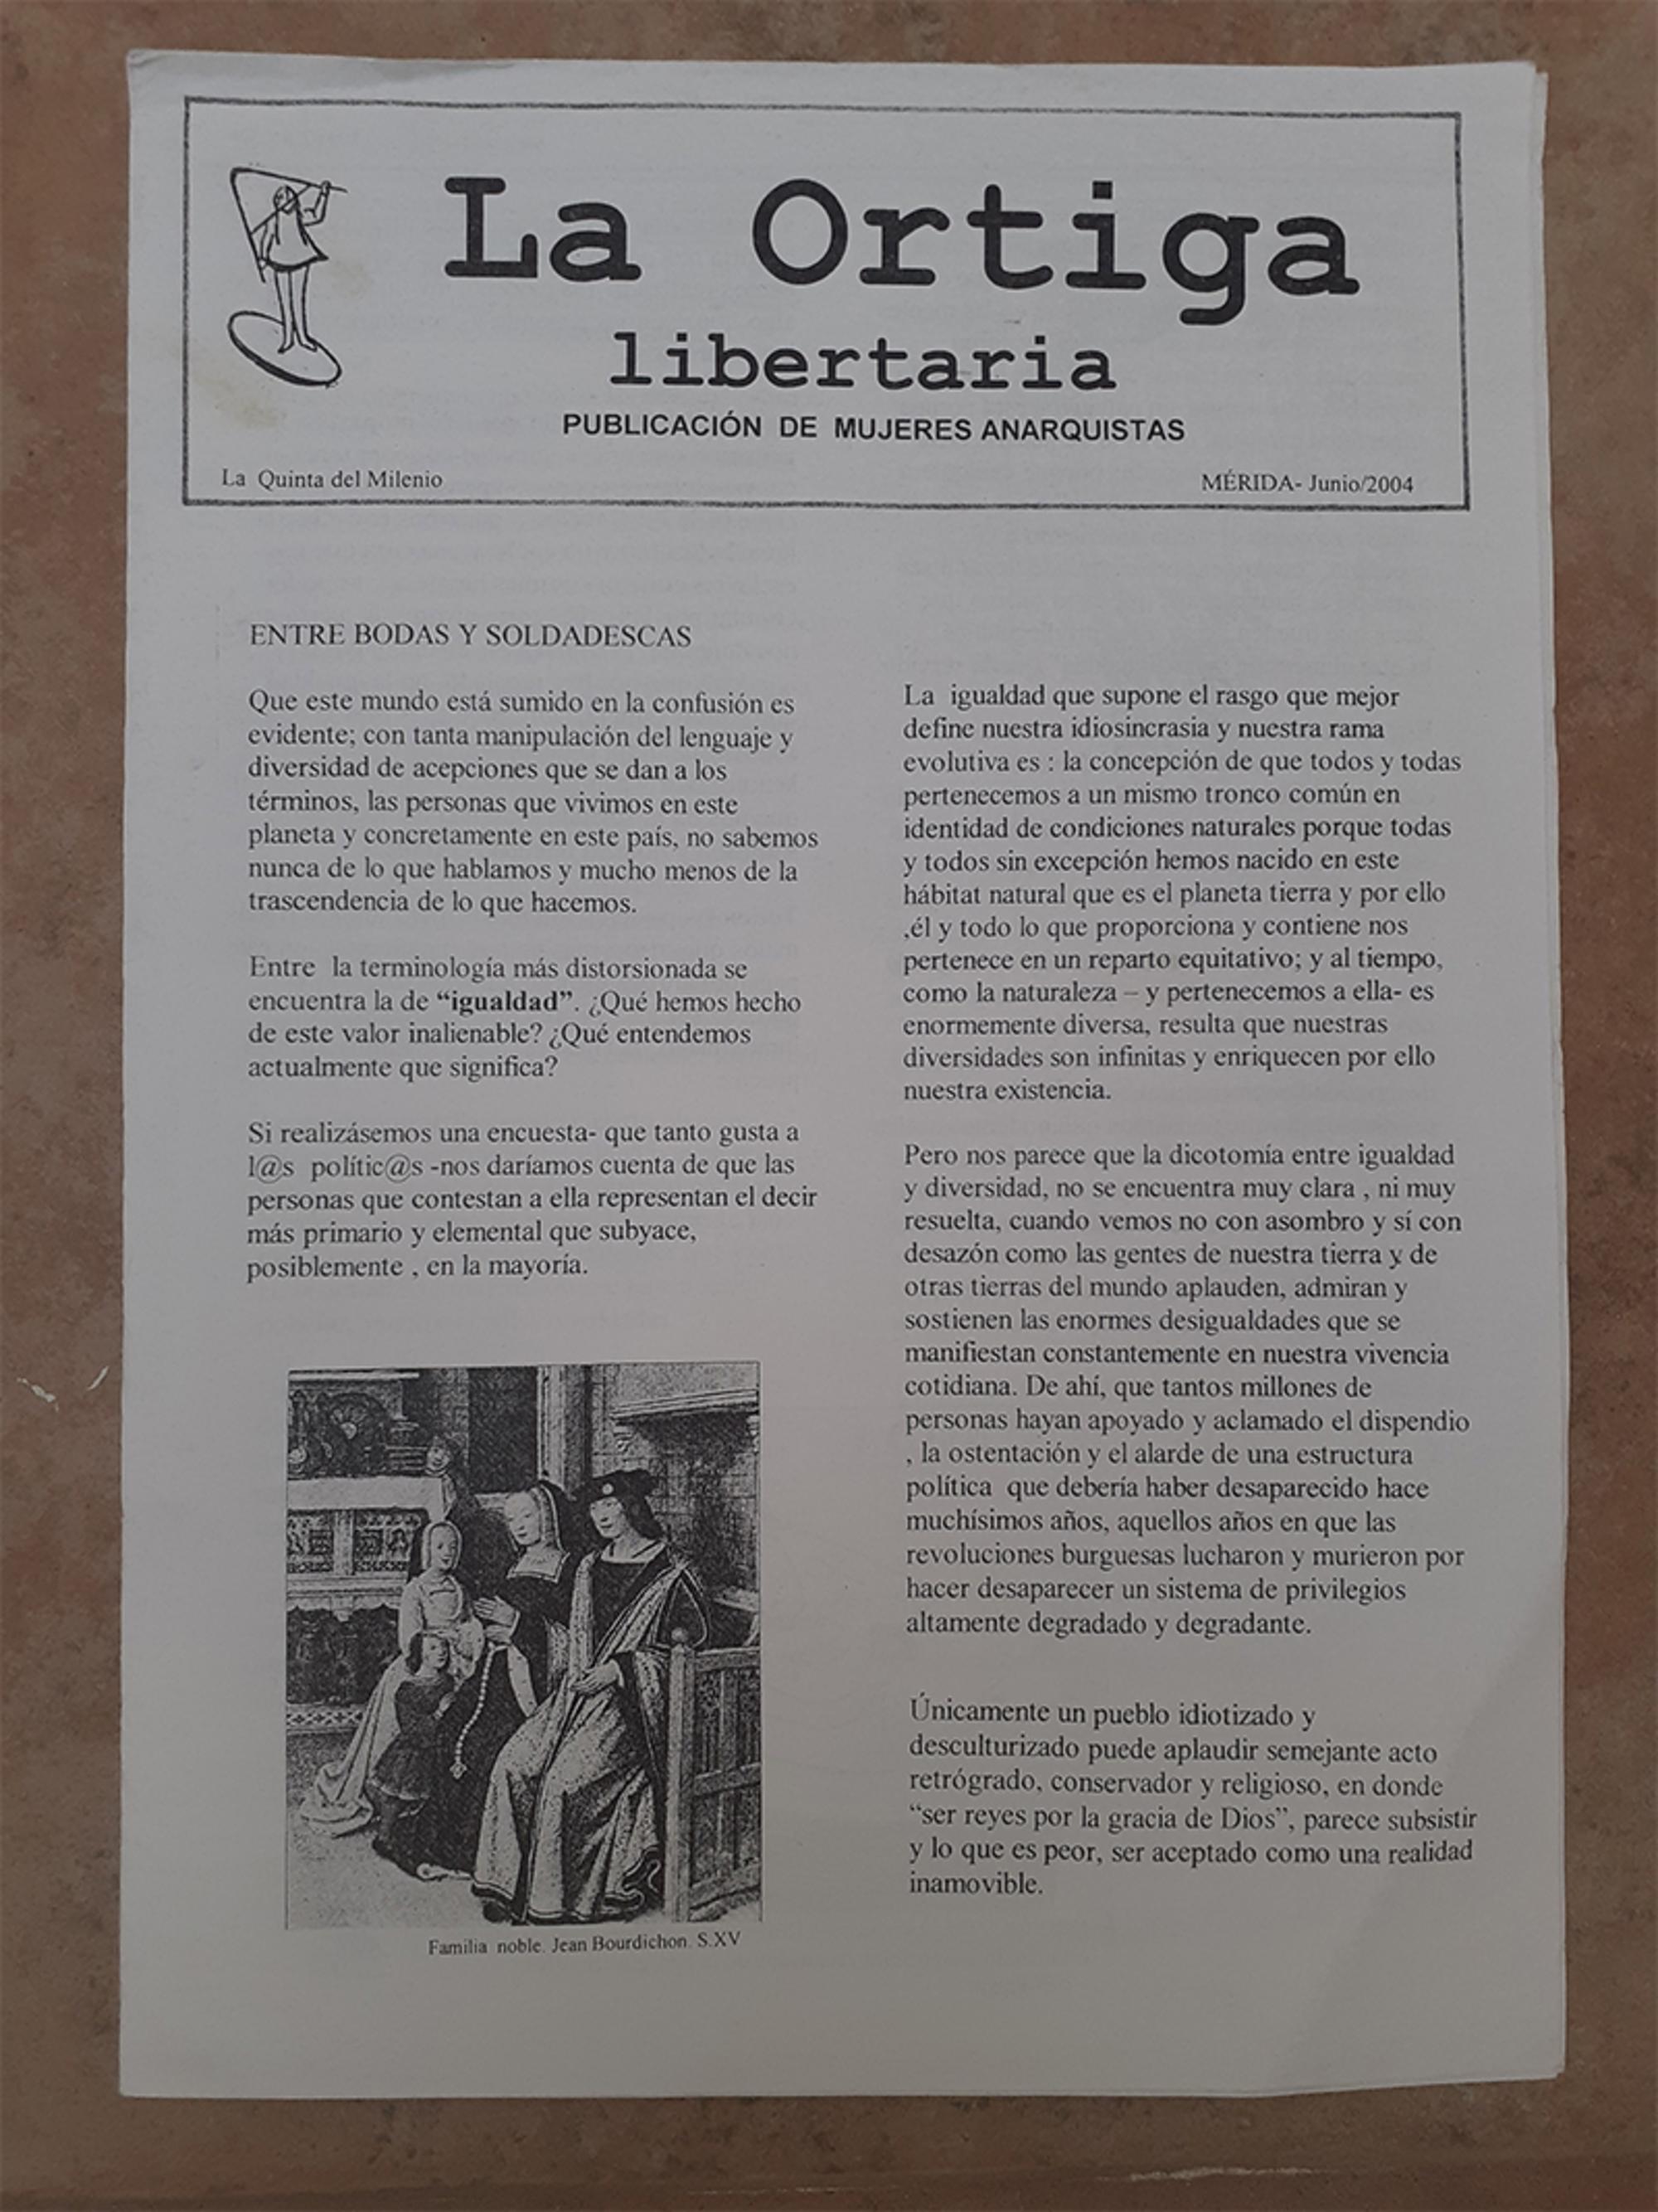 La Ortiga
libertaria
PUBLICACIÓN DE MUJERES ANARQUISTAS
La Quinta del Milenio
MÉRIDA- Junio/2004
ENTRE BODAS Y SOLDADESCAS
Que este mundo está sumido en la confusión es
evidente; con tanta manipulación del lenguaje y
diversidad de acepciones que se dan a los
términos, las personas que vivimos en este
planeta y concretamente en este país, no sabemos
nunca de lo que hablamos y mucho menos de la
trascendencia de lo que hacemos.
Entre la terminología más distorsionada se
encuentra la de “igualdad”. ¿Qué hemos hecho
de este valor inalienable? ¿Qué entendemos
actualmente que significa?
Si realizásemos una encuesta- que tanto gusta a
l@s polític@s -nos daríamos cuenta de que las
personas que contestan a ella representan el decir
más primario y elemental que subyace,
posiblemente , en la mayoría.
Familia noble. Jean Bourdichon. S.XV
La igualdad que supone el rasgo que mejor
define nuestra idiosincrasia y nuestra rama
evolutiva es : la concepción de que todos y todas
pertenecemos a un mismo tronco común en
identidad de condiciones naturales porque todas
y todos sin excepción hemos nacido en este
hábitat natural que es el planeta tierra y por ello
,él y todo lo que proporciona y contiene nos
pertenece en un reparto equitativo; y al tiempo,
como la naturaleza – y pertenecemos a ella- es
enormemente diversa, resulta que nuestras
diversidades son infinitas y enriquecen por ello
nuestra existencia.
Pero nos parece que la dicotomía entre igualdad
y diversidad, no se encuentra muy clara , ni muy
resuelta, cuando vemos no con asombro y sí con
desazón como las gentes de nuestra tierra y de
otras tierras del mundo aplauden, admiran y
sostienen las enormes desigualdades que se
manifiestan constantemente en nuestra vivencia
cotidiana. De ahí, que tantos millones de
personas hayan apoyado y aclamado el dispendio
, la ostentación y el alarde de una estructura
política que debería haber desaparecido hace
muchísimos años, aquellos años en que las
revoluciones burguesas lucharon y murieron por
hacer desaparecer un sistema de privilegios
altamente degradado y degradante.
Únicamente un pueblo idiotizado y
desculturizado puede aplaudir semejante acto
retrógrado, conservador y religioso, en donde
“ser reyes por la gracia de Dios”, parece subsistir
y lo que es peor, ser aceptado como una realidad
inamovible.